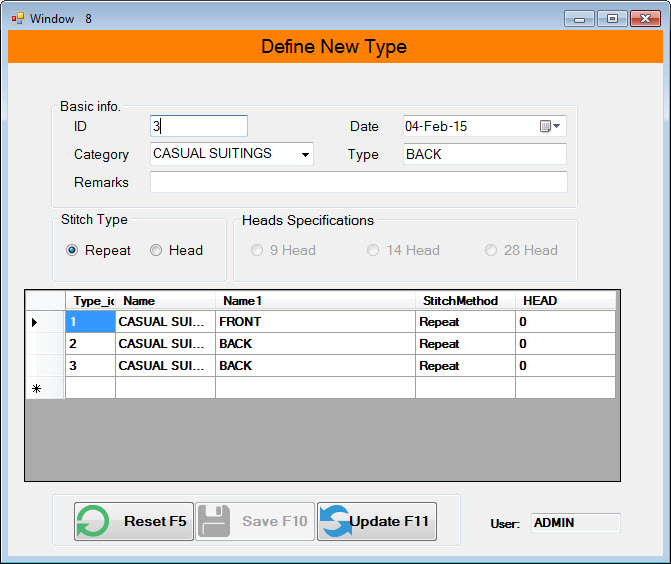 Window 8
Define New Type
Basic info.
ID 3 Date 04-Feb-15
Category CASUAL SUITINGS Type BACK
Remarks
Stitch Type Heads Specifications
Repeat Head 9 Head 14 Head 28 Head
Type_ic Name Name1 StitchMethod HEAD
1 CASUAL SUI... FRONT Repeat 0
2 CASUAL SUI... BACK Repeat 0
3 CASUAL SUI... BACK Repeat 0
Reset F5 Save F10 Update F11 User: ADMIN